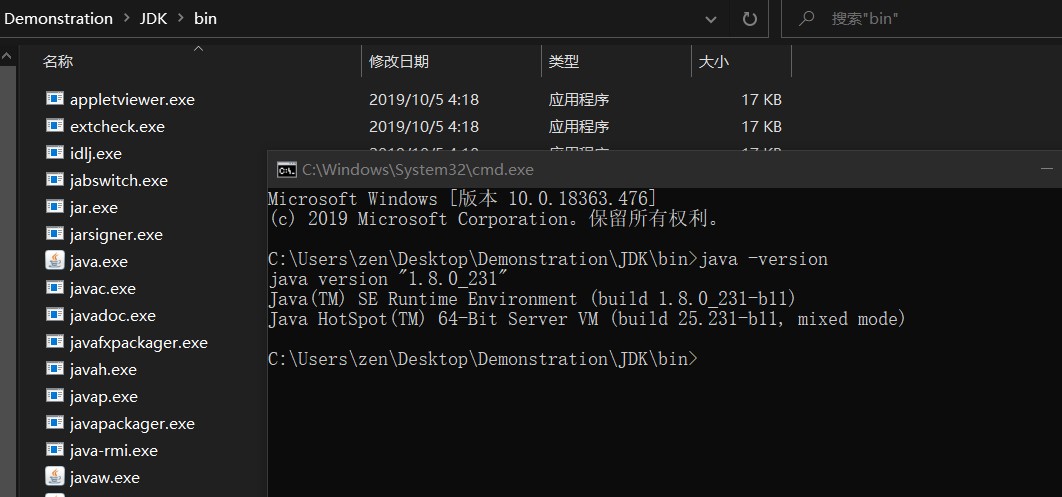 Demonstration > JDK > bin
搜索"bin"
名称 修改日期 类型 大小
appletviewer.exe 2019/10/5 4:18 应用程序 17 KB
extcheck.exe 2019/10/5 4:18 应用程序 17 KB
idlj.exe
jabswitch.exe
jar.exe
jarsigner.exe
java.exe
javac.exe
javadoc.exe
javafxpackager.exe
javah.exe
javap.exe
javapackager.exe
java-rmi.exe
javaw.exe
C:\Windows\System32\cmd.exe
Microsoft Windows [版本 10.0.18363.476]
(c) 2019 Microsoft Corporation。保留所有权利。
C:\Users\zen\Desktop\Demonstration\JDK\bin>java -version
java version "1.8.0_231"
Java(TM) SE Runtime Environment (build 1.8.0_231-b11)
Java HotSpot(TM) 64-Bit Server VM (build 25.231-b11, mixed mode)
C:\Users\zen\Desktop\Demonstration\JDK\bin>